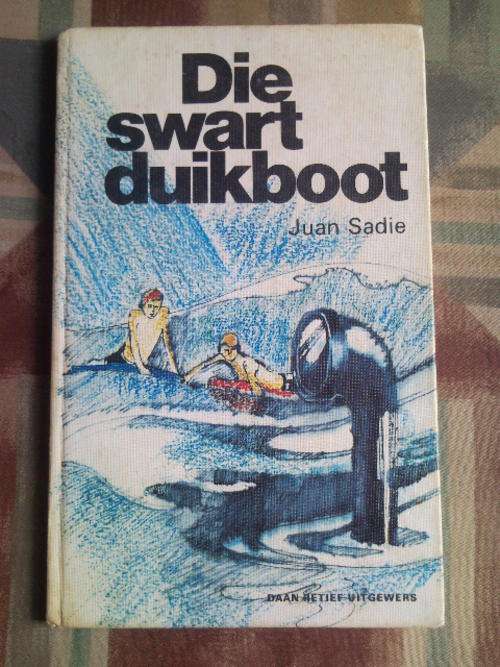 Die
swart
duikboot
Juan Sadie
DAAN RETIEF UITGEWERS